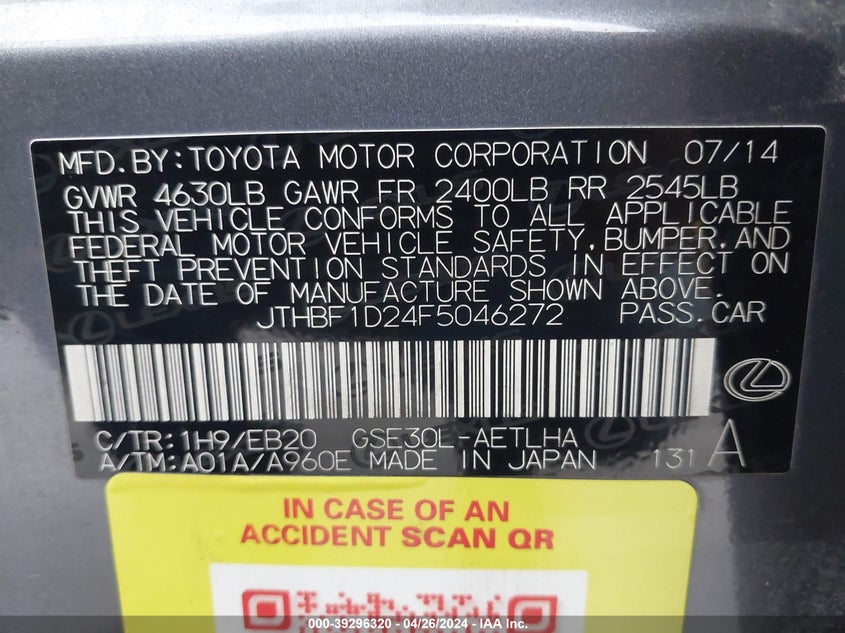 MFD.BY:TOYOTA MOTOR CORPORATION 07/14
GVWR 4630LB GAWR FR 2400LB RR 2545LB
THIS VEHICLE CONFORMS TO ALL APPLICABLE
FEDERAL MOTOR VEHICLE SAFETY,BUMPER,AND
THEFT PREVENTION STANDARDS IN EFFECT ON
THE DATE OF MANUFACTURE SHOWN ABOVE.
JTHBF1D24F5046272 PASS.CAR
C/TR:1H9/EB20 GSE30L-AETLHA
A/TM:A01A/A960E MADE IN JAPAN 131 A
IN CASE OF AN
ACCIDENT SCAN QR
000-39296320 / 04/26/2024 / IAAI.com